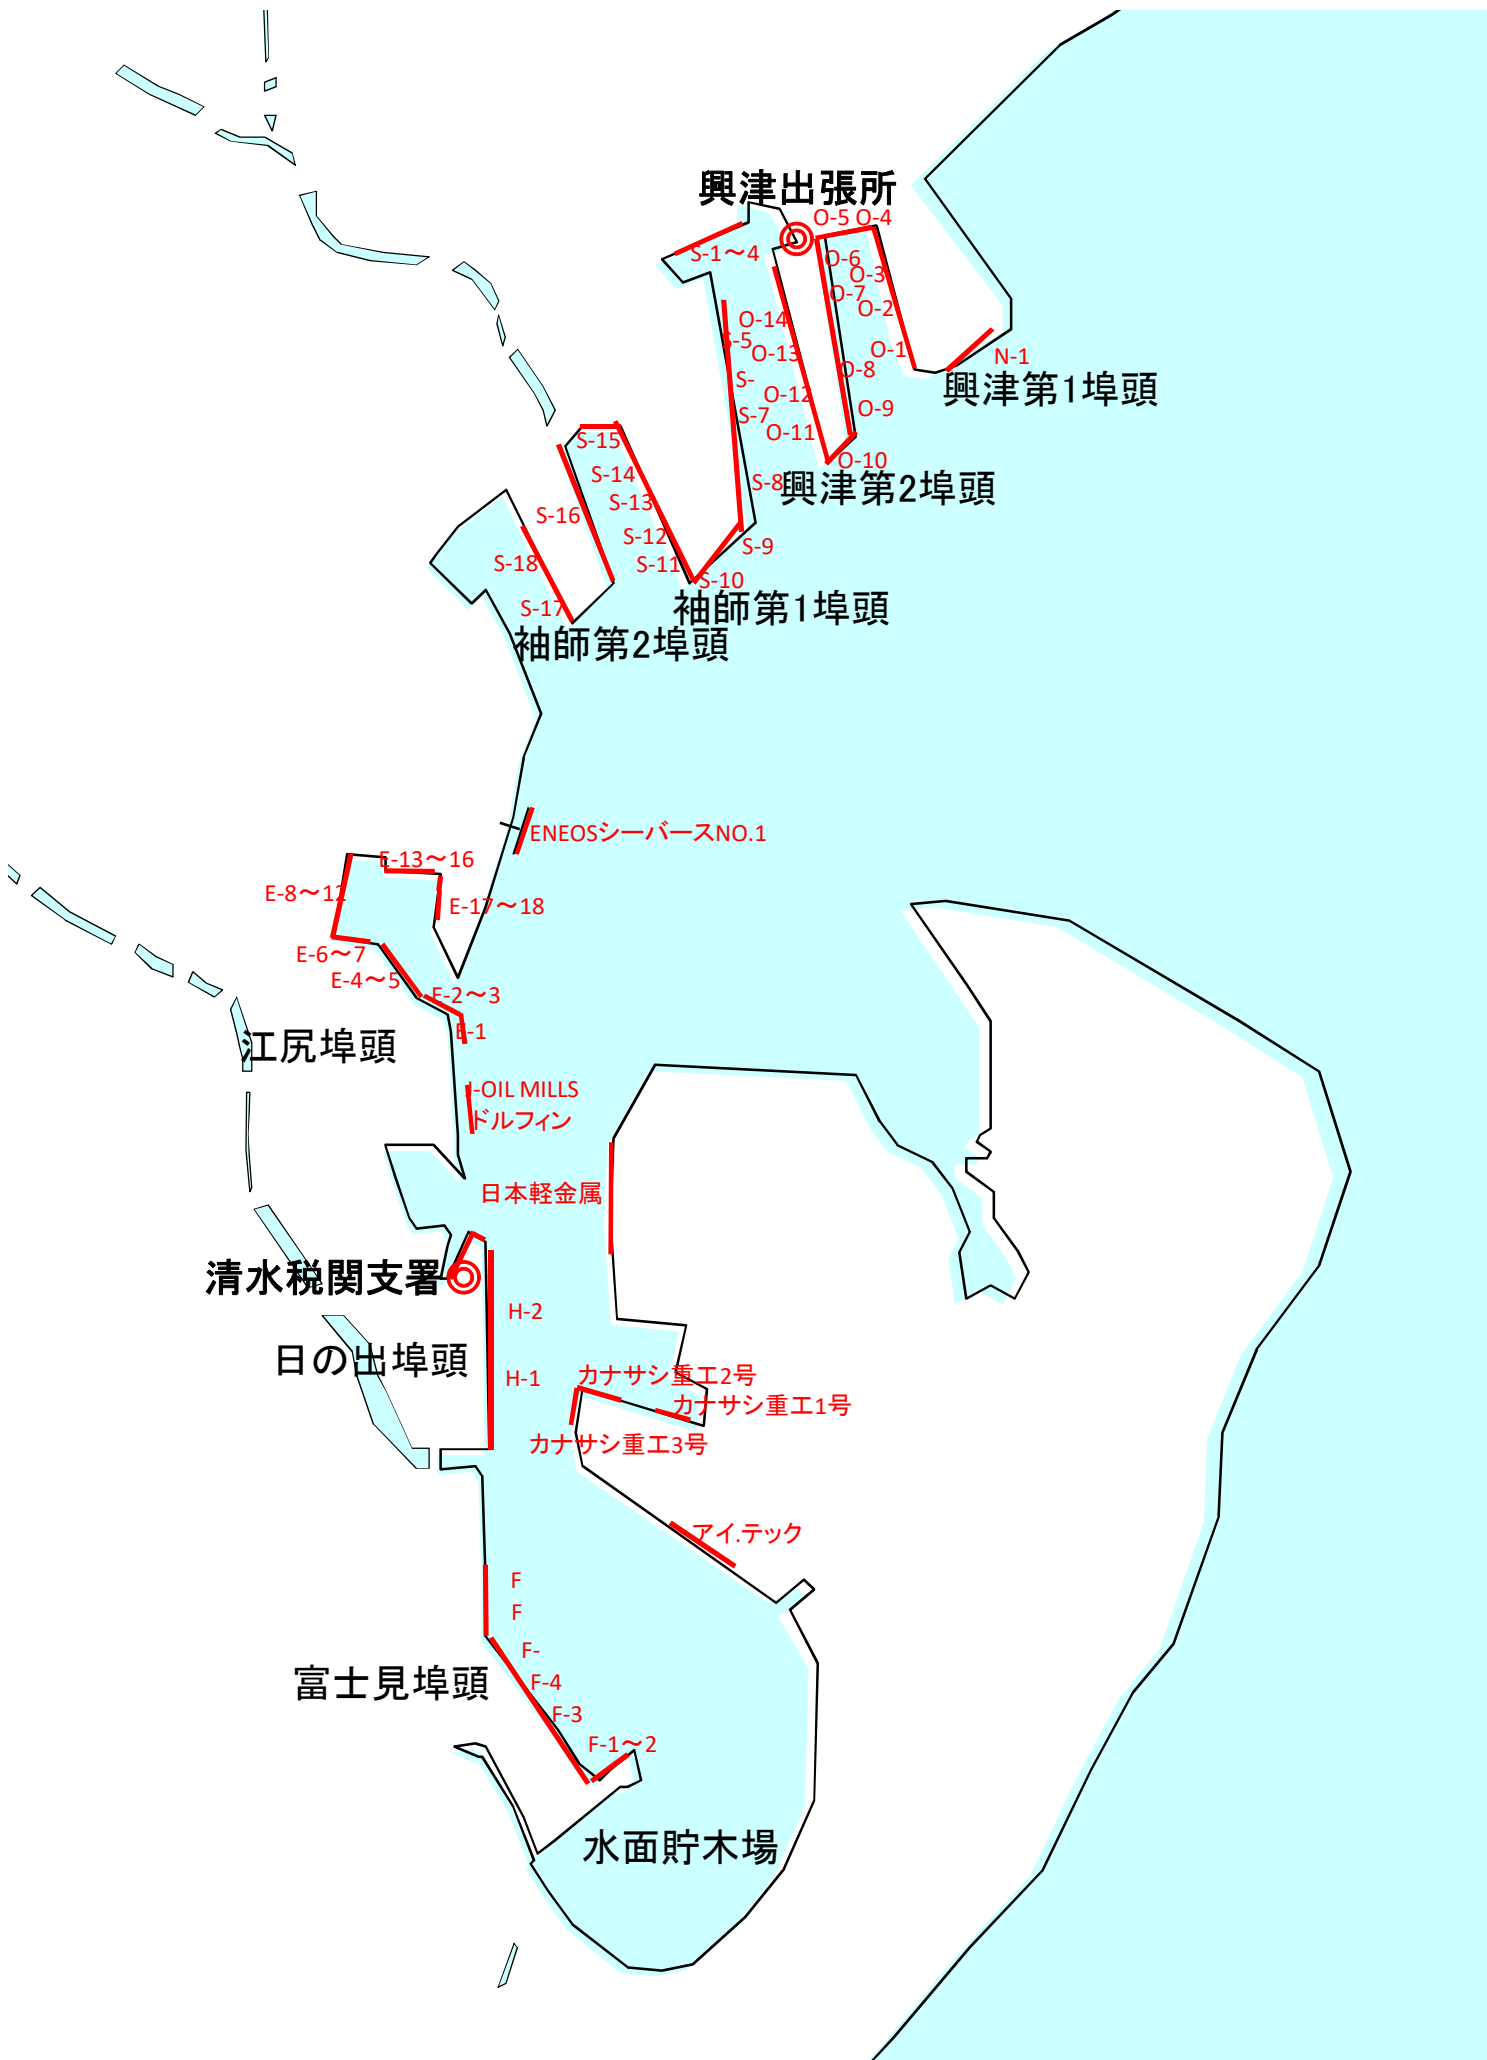 興津出張所
O-5
O-4
S-1～4
O-6
O-3
O-7
O-2
O-14
S-5
O-13
O-1
N-1
O-8
S-
興津第1埠頭
O-12
S-7
O-9
O-11
S-15
O-10
S-14
S-8
興津第2埠頭
S-13
S-16
S-12
S-9
S-18
S-11
S-10
S-17
袖師第1埠頭
袖師第2埠頭
ENEOSシーバースNO.1
E-13～16
E-8～12
E-17～18
E-6～7
E-4～5
E-2～3
E-1
江尻埠頭
J-OIL MILLS
ドルフィン
日本軽金属
清水税関支署
H-2
日の出埠頭
H-1
カナサシ重工2号
カナサシ重工1号
カナサシ重工3号
アイ.テック
F
F
F-
F-4
富士見埠頭
F-3
F-1～2
水面貯木場